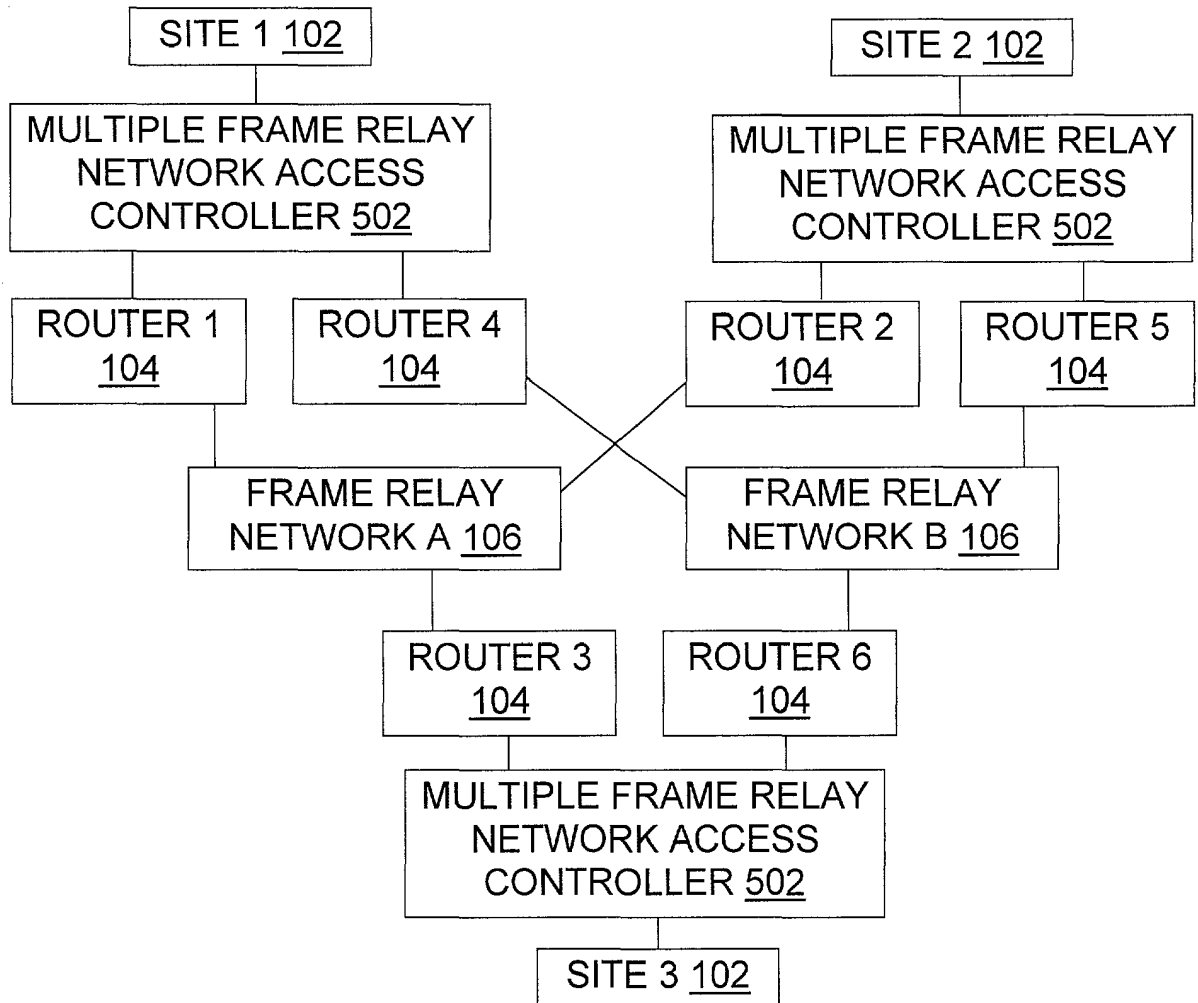 SITE 1 102
SITE 2 102
MULTIPLE FRAME RELAY
NETWORK ACCESS
CONTROLLER 502
MULTIPLE FRAME RELAY
NETWORK ACCESS
CONTROLLER 502
ROUTER 1
104
ROUTER 4
104
ROUTER 2
104
ROUTER 5
104
FRAME RELAY
NETWORK A 106
FRAME RELAY
NETWORK B 106
ROUTER 3
104
ROUTER 6
104
MULTIPLE FRAME RELAY
NETWORK ACCESS
CONTROLLER 502
SITE 3 102